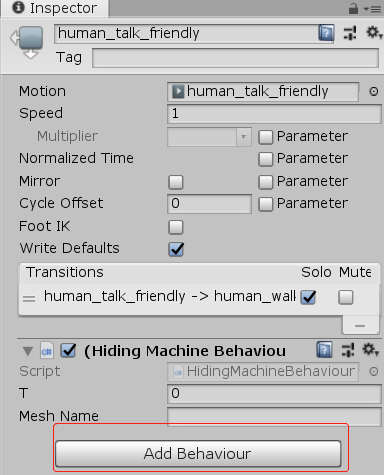 Inspector
human_talk_friendly
Tag
Motion human_talk_friendly
Speed 1
Multiplier Parameter
Normalized Time Parameter
Mirror Parameter
Cycle Offset 0 Parameter
Foot IK
Write Defaults
Transitions Solo Mute
human_talk_friendly -> human_wall
(Hiding Machine Behaviou
Script HidingMachineBehaviour
T 0
Mesh Name
Add Behaviour